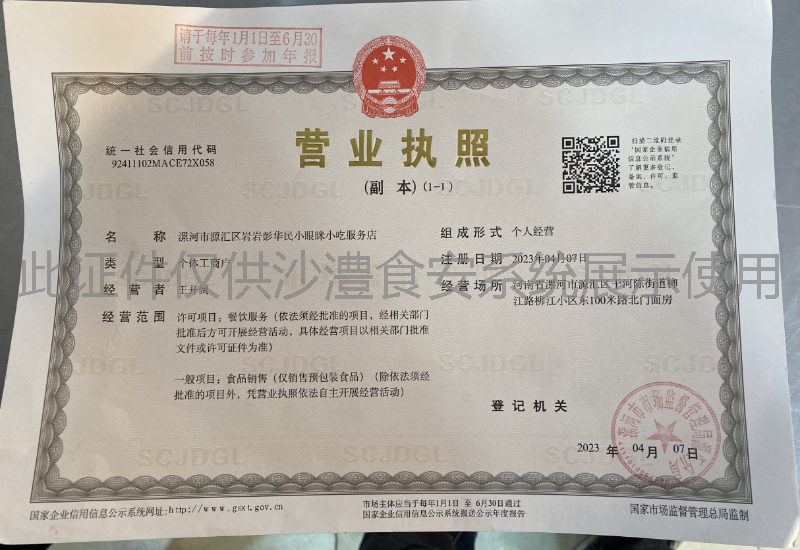 请于每年1月1日至6月30
前按时参加年报
SCJDGL
统一社会信用代码
92411102MACE72X058
营业执照
(副 本) (1-1)
扫描二维码登录
‘国家企业信用
信息公示系统’
了解更多登记、
备案、许可、监
管信息。
名 称 漯河市源汇区岩岩彭华民小眼眯小吃服务店
组成形式 个人经营
类 型 个体工商户
注册日期 2023年04月07日
此证件仅供沙澧食安系统展示使用
经营者
经营场所 河南省漯河市源汇区干河陈街道柳
江路柳江小区东100米路北门面房
经营范围 许可项目：餐饮服务（依法须经批准的项目，经相关部门
批准后方可开展经营活动，具体经营项目以相关部门批准
文件或许可证件为准）
一般项目：食品销售（仅销售预包装食品）（除依法须经
批准的项目外，凭营业执照依法自主开展经营活动）
登记机关
2023 年 04 月 07 日
国家企业信用信息公示系统网址:http://www.gsxt.gov.cn
市场主体应当于每年1月1日 至 6月30日通过
国家企业信用信息公示系统报送公示年度报告
国家市场监督管理总局监制